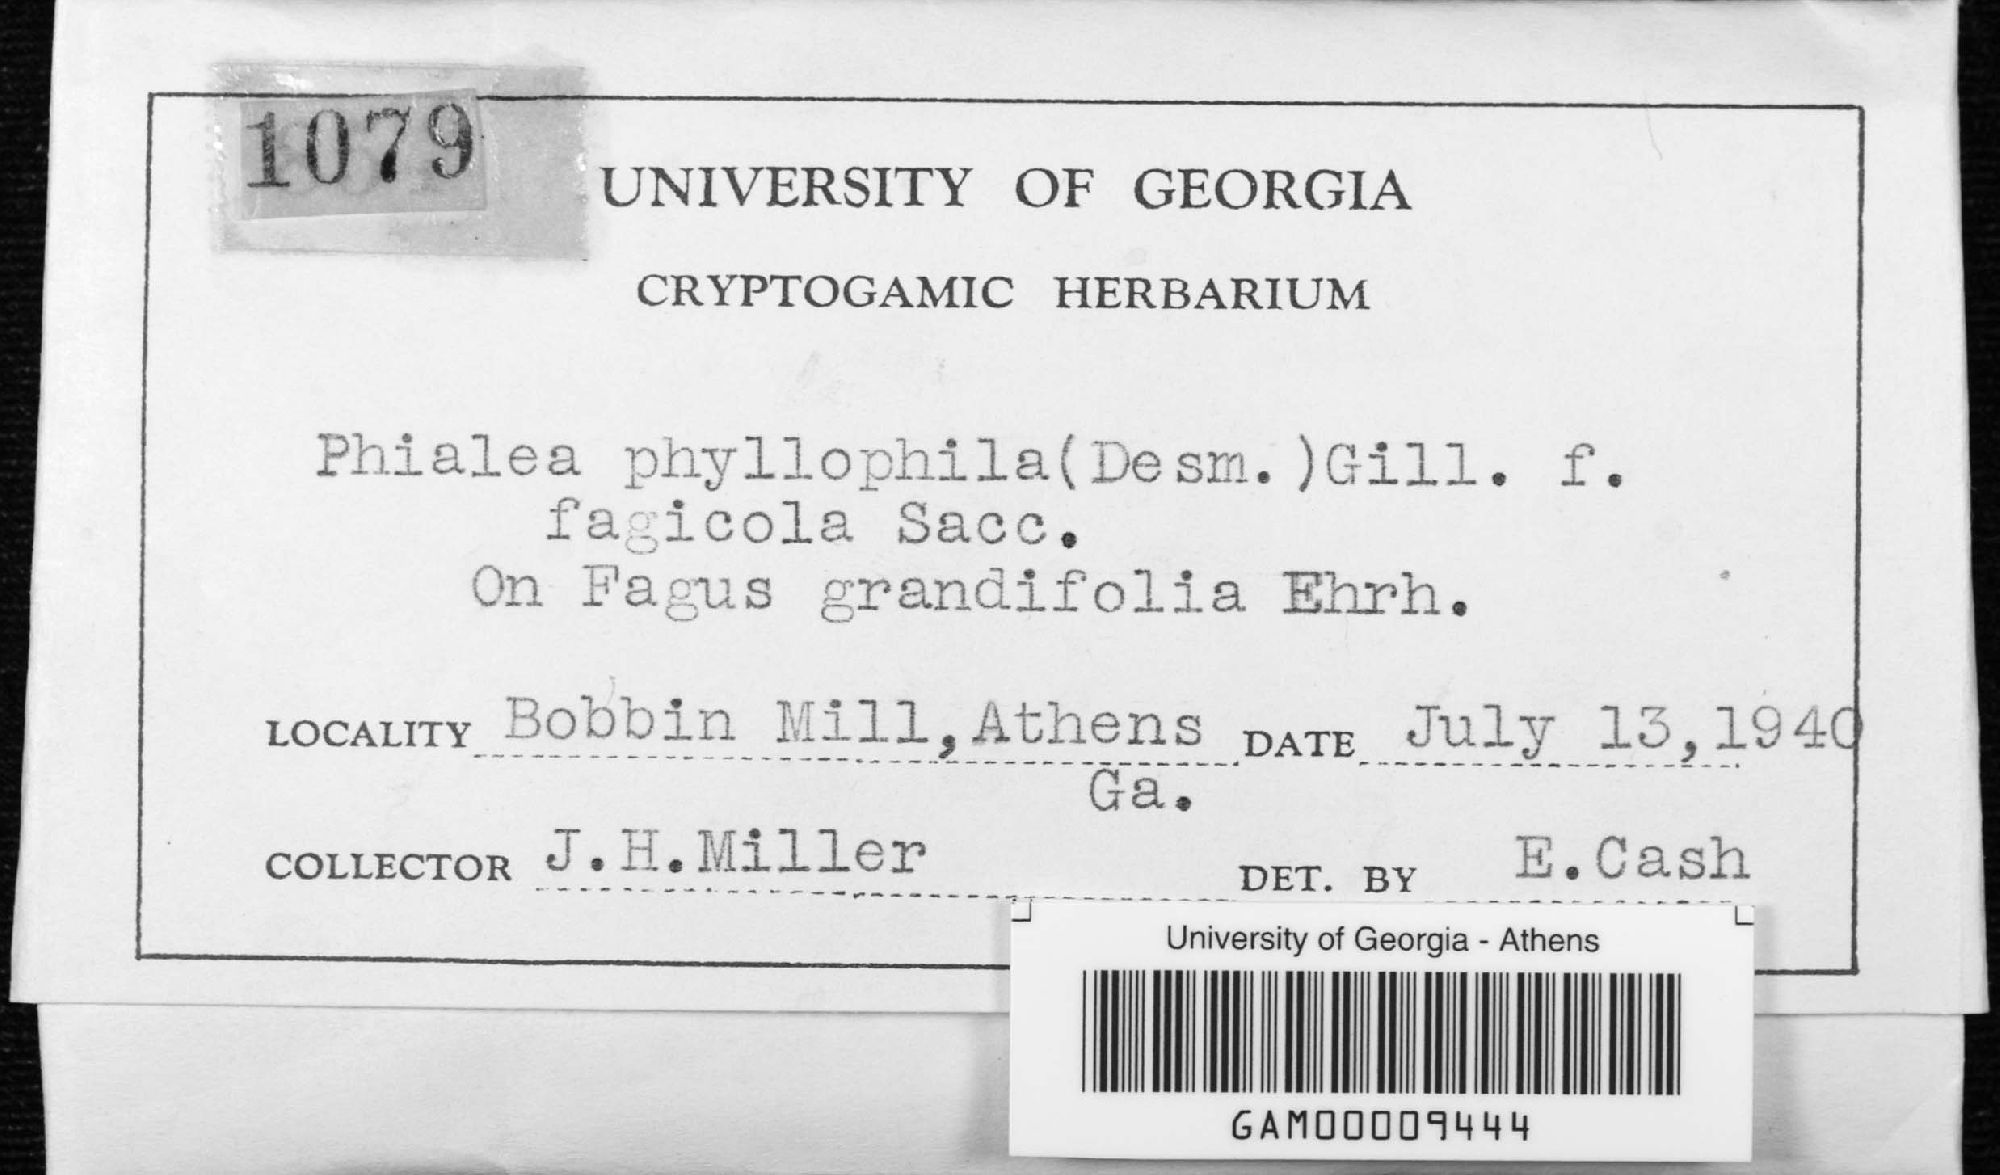 1079
UNIVERSITY OF GEORGIA
CRYPTOGAMIC HERBARIUM
Phialea phyllophila(Desm.)Gill. f.
fagicola Sacc.
On Fagus grandifolia Ehrh.
LOCALITY Bobbin Mill,Athens DATE July 13,1940
Ga.
COLLECTOR J.H.Miller DET. BY E.Cash
University of Georgia - Athens
GAM00009444